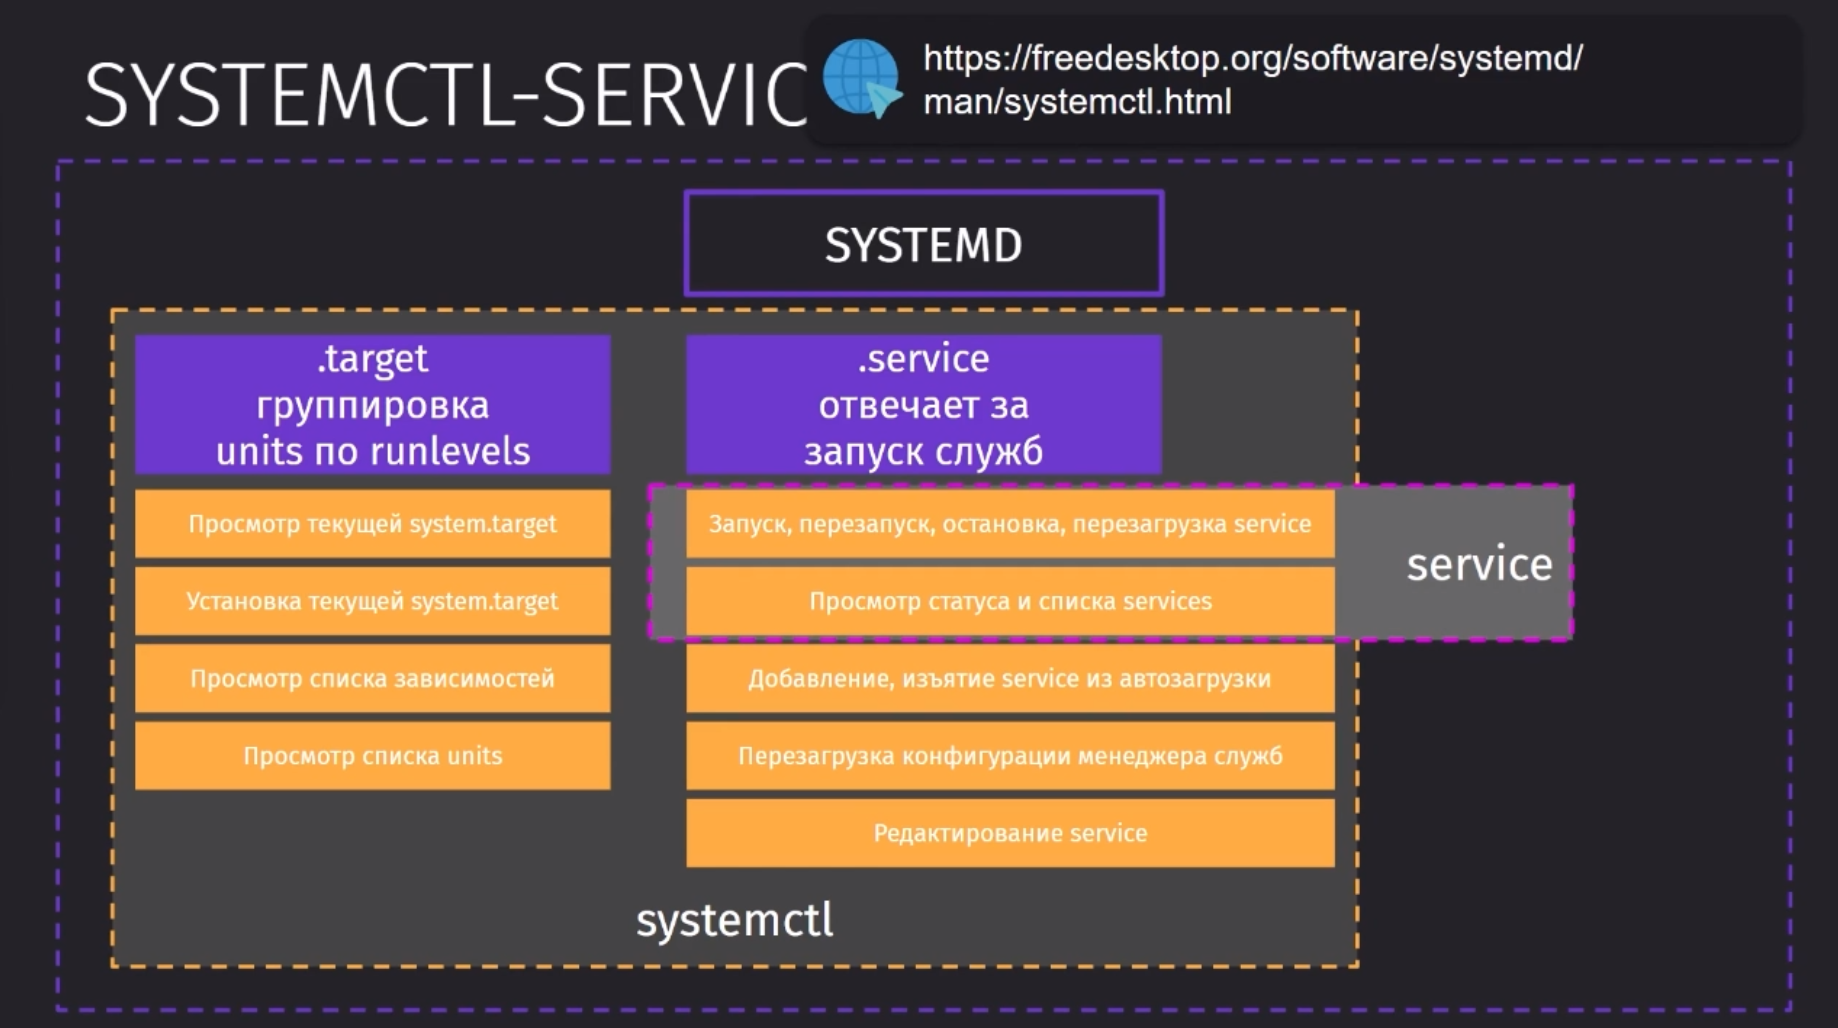 SYSTEMCTL-SERVIC
https://freedesktop.org/software/systemd/
man/systemctl.html
SYSTEMD
.target
группировка
units по runlevels
Просмотр текущей system.target
Установка текущей system.target
Просмотр списка зависимостей
Просмотр списка units
.service
отвечает за
запуск служб
Запуск, перезапуск, остановка, перезагрузка service
Просмотр статуса и списка services
service
Добавление, изъятие service из автозагрузки
Перезагрузка конфигурации менеджера служб
Редактирование service
systemctl